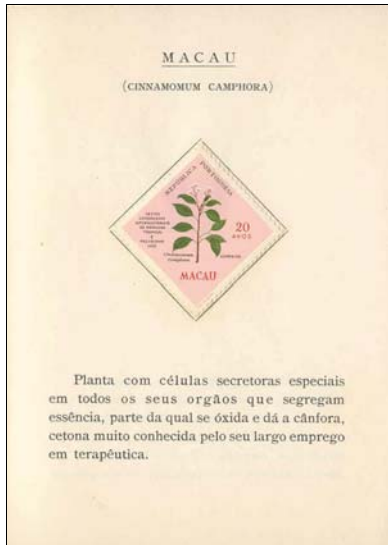 MACAU
(CINNAMOMUM CAMPHORA)
REPÚBLICA PORTUGUESA
20
AVOS
Cinnamomum
camphora
MACAU
Planta com células secretoras especiais
em todos os seus orgãos que segregam
essência, parte da qual se óxida e dá a cânfora,
cetona muito conhecida pelo seu largo emprego
em terapêutica.